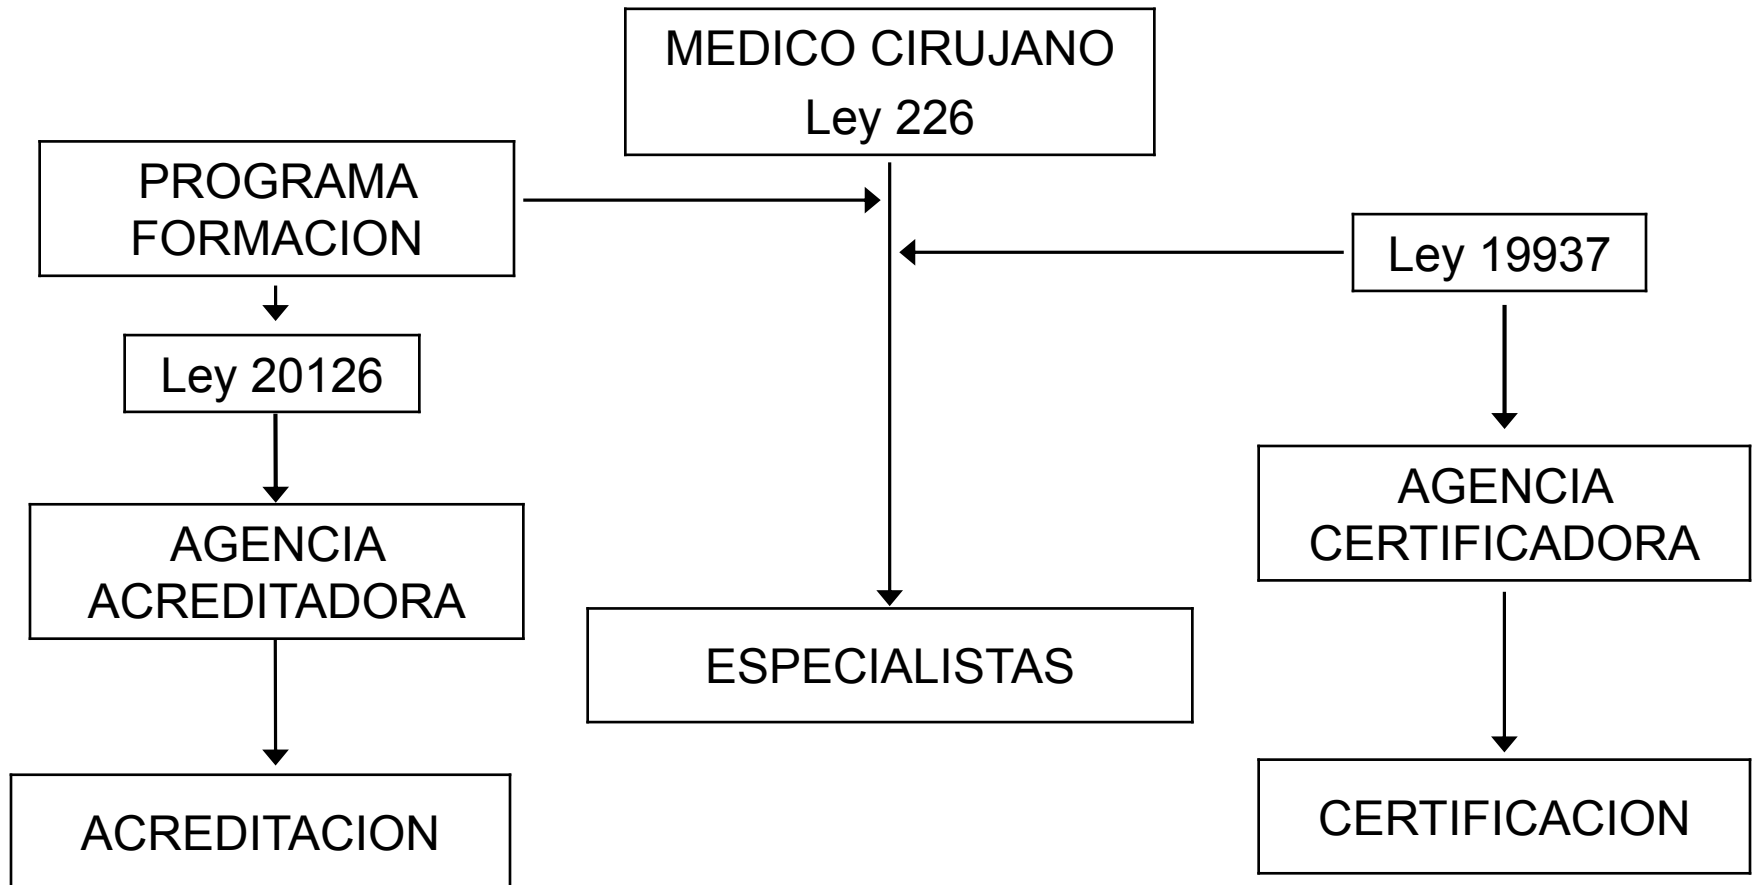 MEDICO CIRUJANO
Ley 226
PROGRAMA
FORMACION
Ley 19937
Ley 20126
AGENCIA
CERTIFICADORA
AGENCIA
ACREDITADORA
ESPECIALISTAS
CERTIFICACION
ACREDITACION